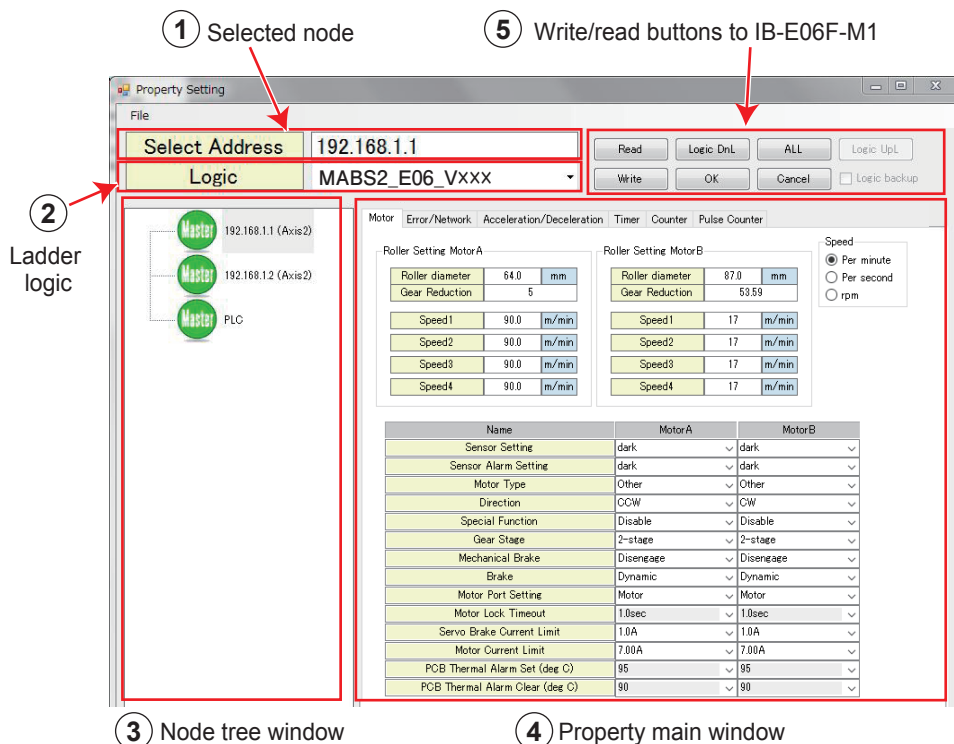 1 Selected node
5 Write/read buttons to IB-E06F-M1
Property Setting
File
Select Address 192.168.1.1
Logic MABS2_E06_V×××
Read Logic DnL ALL Logic UpL
Write OK Cancel Logic backup
2
Ladder
logic
Master 192.168.1.1 (Axis2)
Master 192.168.1.2 (Axis2)
Master PLC
Motor Error/Network Acceleration/Deceleration Timer Counter Pulse Counter
Roller Setting MotorA
Roller diameter 64.0 mm
Gear Reduction 5
Speed1 90.0 m/min
Speed2 90.0 m/min
Speed3 90.0 m/min
Speed4 90.0 m/min
Roller Setting MotorB
Roller diameter 87.0 mm
Gear Reduction 53.59
Speed1 17 m/min
Speed2 17 m/min
Speed3 17 m/min
Speed4 17 m/min
Speed
Per minute
Per second
rpm
Name MotorA MotorB
Sensor Setting dark dark
Sensor Alarm Setting dark dark
Motor Type Other Other
Direction CCW CW
Special Function Disable Disable
Gear Stage 2-stage 2-stage
Mechanical Brake Disengage Disengage
Brake Dynamic Dynamic
Motor Port Setting Motor Motor
Motor Lock Timeout 1.0sec 1.0sec
Servo Brake Current Limit 1.0A 1.0A
Motor Current Limit 7.00A 7.00A
PCB Thermal Alarm Set (deg C) 95 95
PCB Thermal Alarm Clear (deg C) 90 90
3 Node tree window
4 Property main window